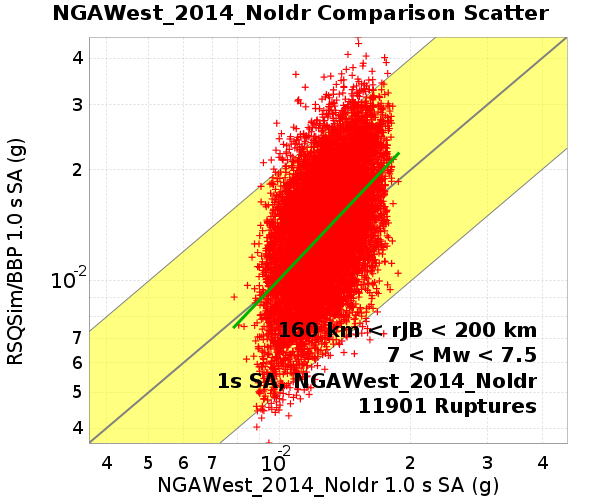 NGAWest_2014_NoIdr Comparison Scatter
RSQSim/BBP 1.0 s SA (g)
4
3
2
10-2
7
6
5
4
160 km < rJB < 200 km
7 < Mw < 7.5
1s SA, NGAWest_2014_NoIdr
11901 Ruptures
4 5 6 7 10-2 2 3 4
NGAWest_2014_NoIdr 1.0 s SA (g)